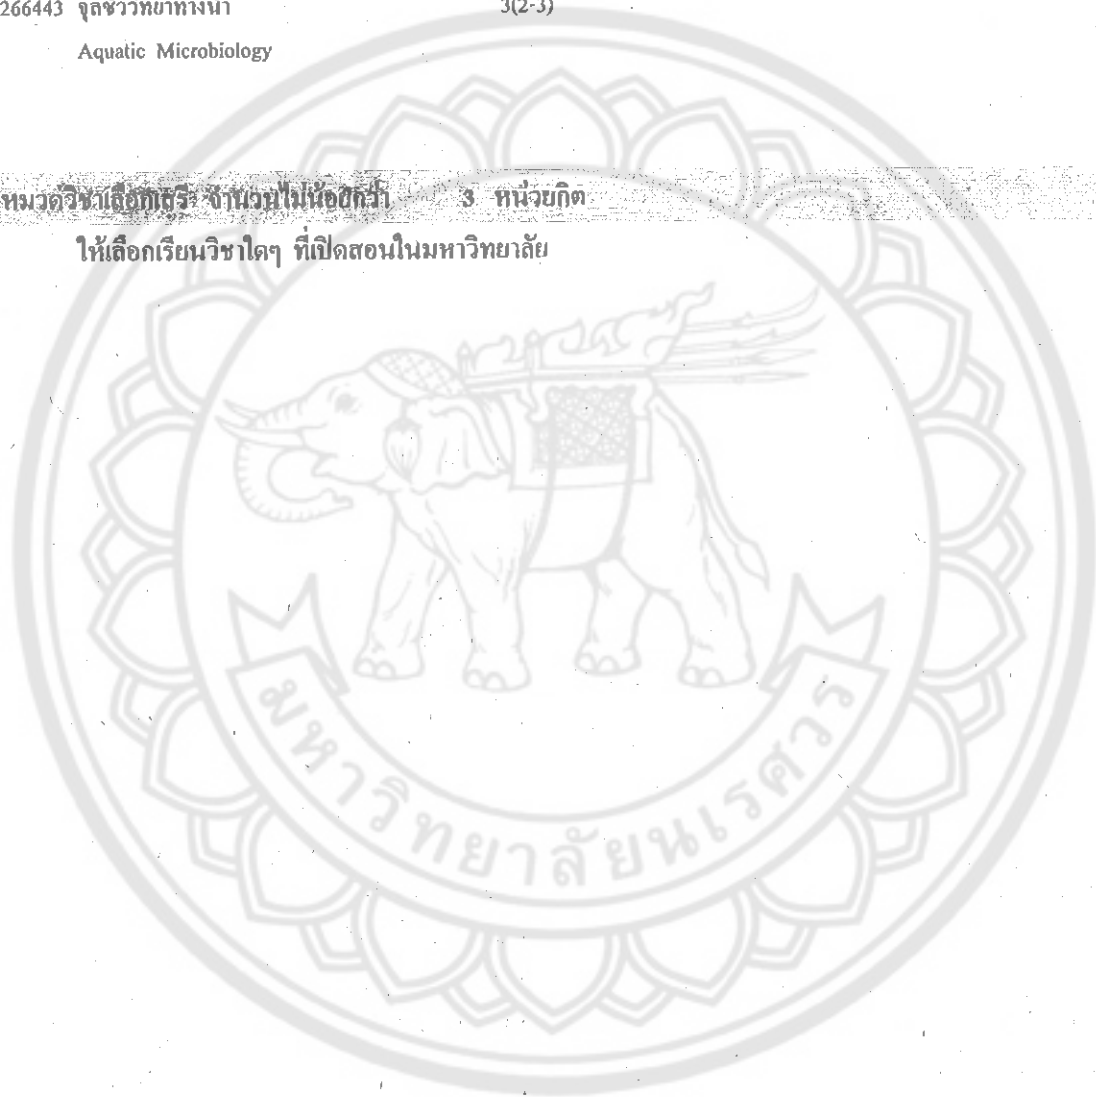 266443 จุลชีววิทยาทางน้ำ 3(2-3)
Aquatic Microbiology
หมวดวิชาเลือกเสรี จำนวนไม่น้อยกว่า 3 หน่วยกิต
ให้เลือกเรียนวิชาใดๆ ที่เปิดสอนในมหาวิทยาลัย
มหาวิทยาลัยนเรศวร